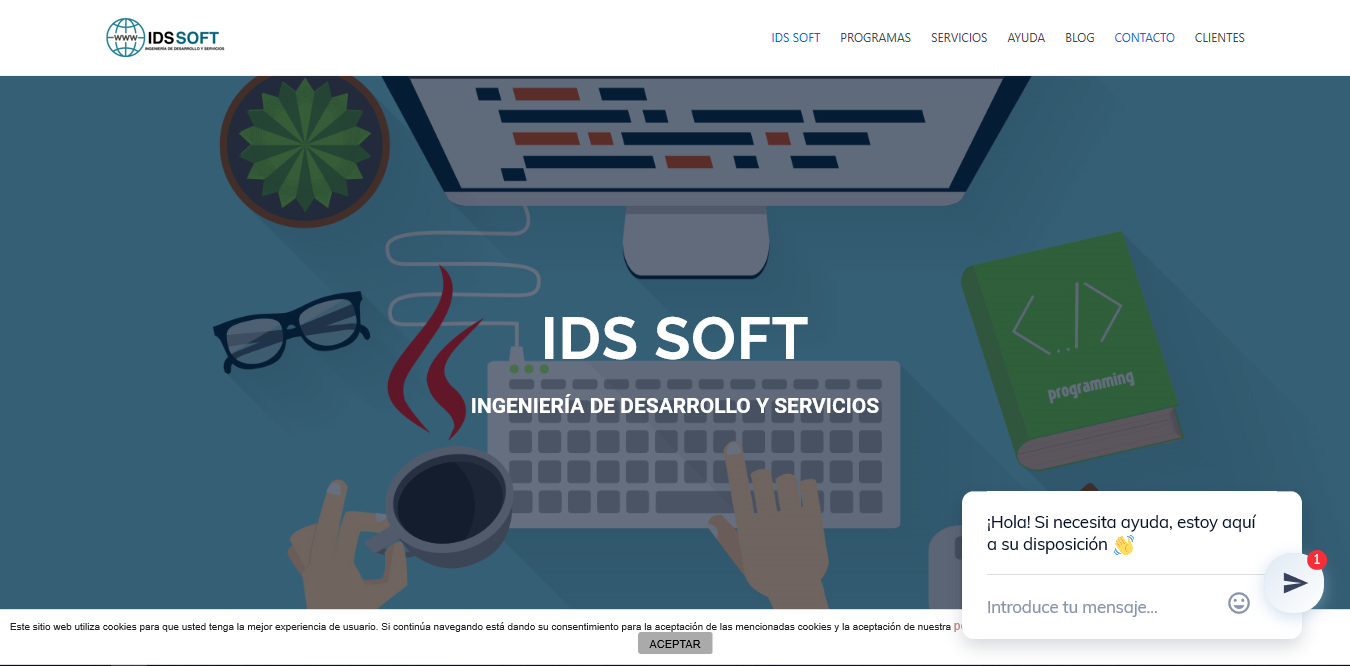 WWW IDS SOFT
INGENIERÍA DE DESARROLLO Y SERVICIOS
IDS SOFT PROGRAMAS SERVICIOS AYUDA BLOG CONTACTO CLIENTES
programming
IDS SOFT
INGENIERÍA DE DESARROLLO Y SERVICIOS
¡Hola! Si necesita ayuda, estoy aquí
a su disposición 👋
1
Introduce tu mensaje...
Este sitio web utiliza cookies para que usted tenga la mejor experiencia de usuario. Si continúa navegando está dando su consentimiento para la aceptación de las mencionadas cookies y la aceptación de nuestra
ACEPTAR